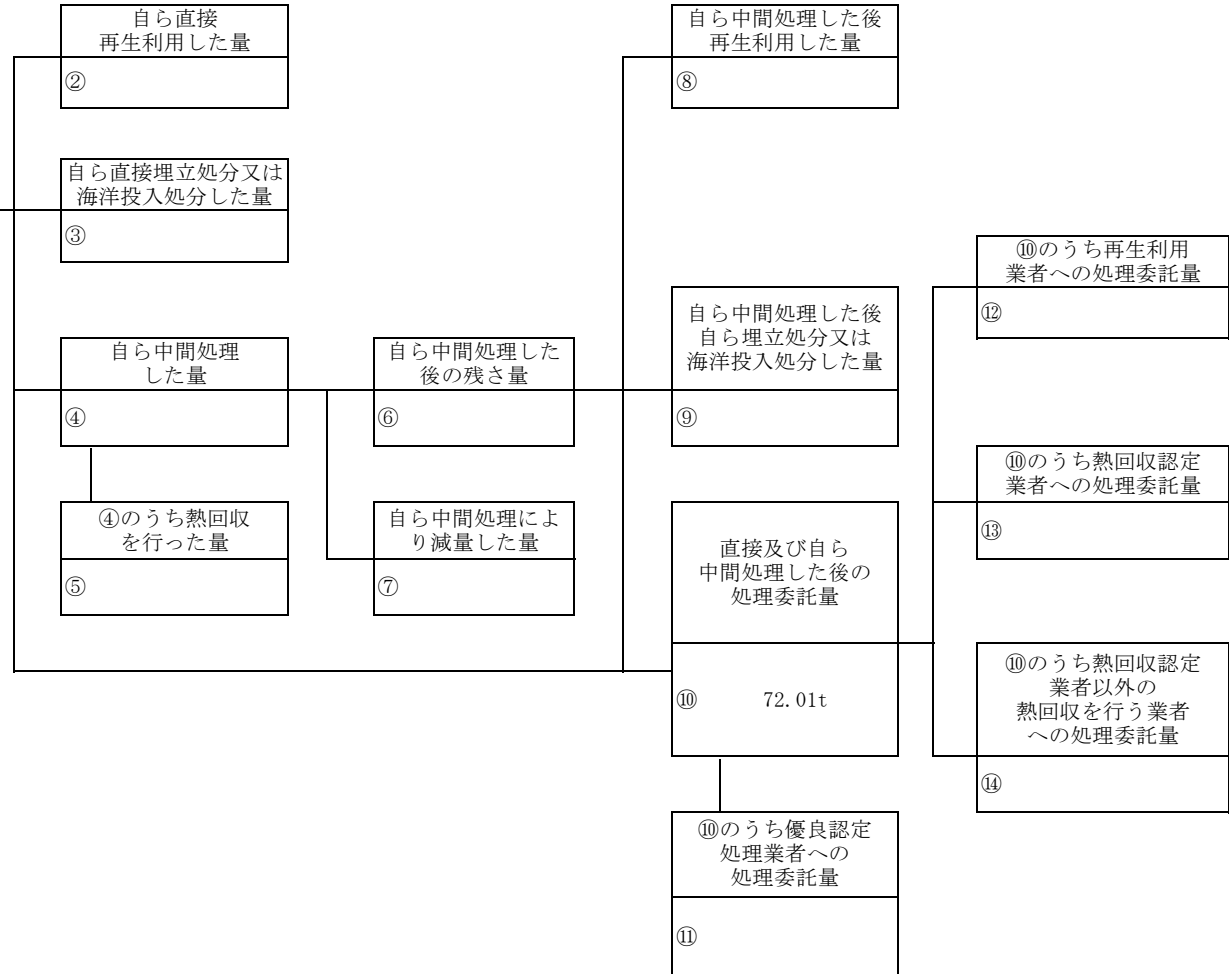 自ら直接
再生利用した量
②
自ら直接埋立処分又は
海洋投入処分した量
③
自ら中間処理
した量
④
④のうち熱回収
を行った量
⑤
自ら中間処理した
後の残さ量
⑥
自ら中間処理によ
り減量した量
⑦
自ら中間処理した後
再生利用した量
⑧
自ら中間処理した後
自ら埋立処分又は
海洋投入処分した量
⑨
直接及び自ら
中間処理した後の
処理委託量
⑩ 72.01t
⑩のうち優良認定
処理業者への
処理委託量
⑪
⑩のうち再生利用
業者への処理委託量
⑫
⑩のうち熱回収認定
業者への処理委託量
⑬
⑩のうち熱回収認定
業者以外の
熱回収を行う業者
への処理委託量
⑭